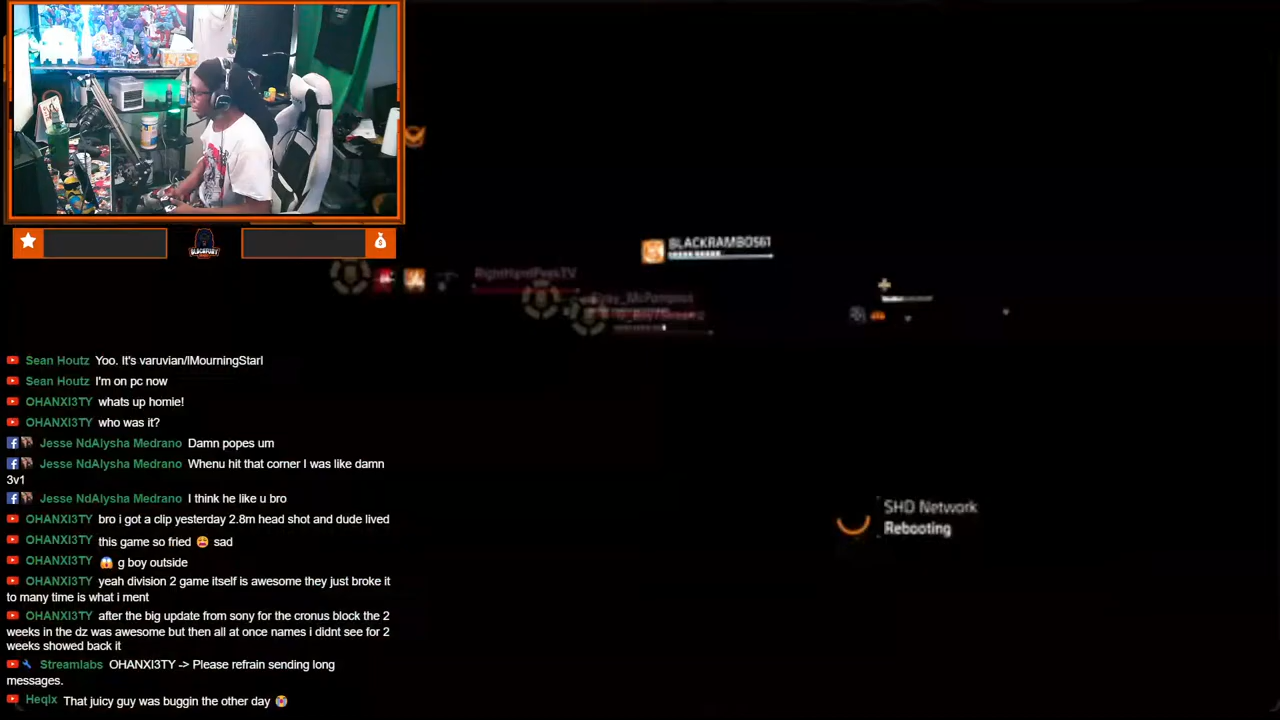 BLACKRAMBO561
RightHandPeexTV
SHD Network
Rebooting
BLACKFURY
Sean Houtz Yoo. It's varuvian/lMourningStarl
Sean Houtz I'm on pc now
OHANXI3TY whats up homie!
OHANXI3TY who was it?
Jesse NdAlysha Medrano Damn popes um
Jesse NdAlysha Medrano Whenu hit that corner I was like damn
3v1
Jesse NdAlysha Medrano I think he like u bro
OHANXI3TY bro i got a clip yesterday 2.8m head shot and dude lived
OHANXI3TY this game so fried 😩 sad
OHANXI3TY 😱 g boy outside
OHANXI3TY yeah division 2 game itself is awesome they just broke it
to many time is what i ment
OHANXI3TY after the big update from sony for the cronus block the 2
weeks in the dz was awesome but then all at once names i didnt see for 2
weeks showed back it
Streamlabs OHANXI3TY -> Please refrain sending long
messages.
Heqlx That juicy guy was buggin the other day 😭